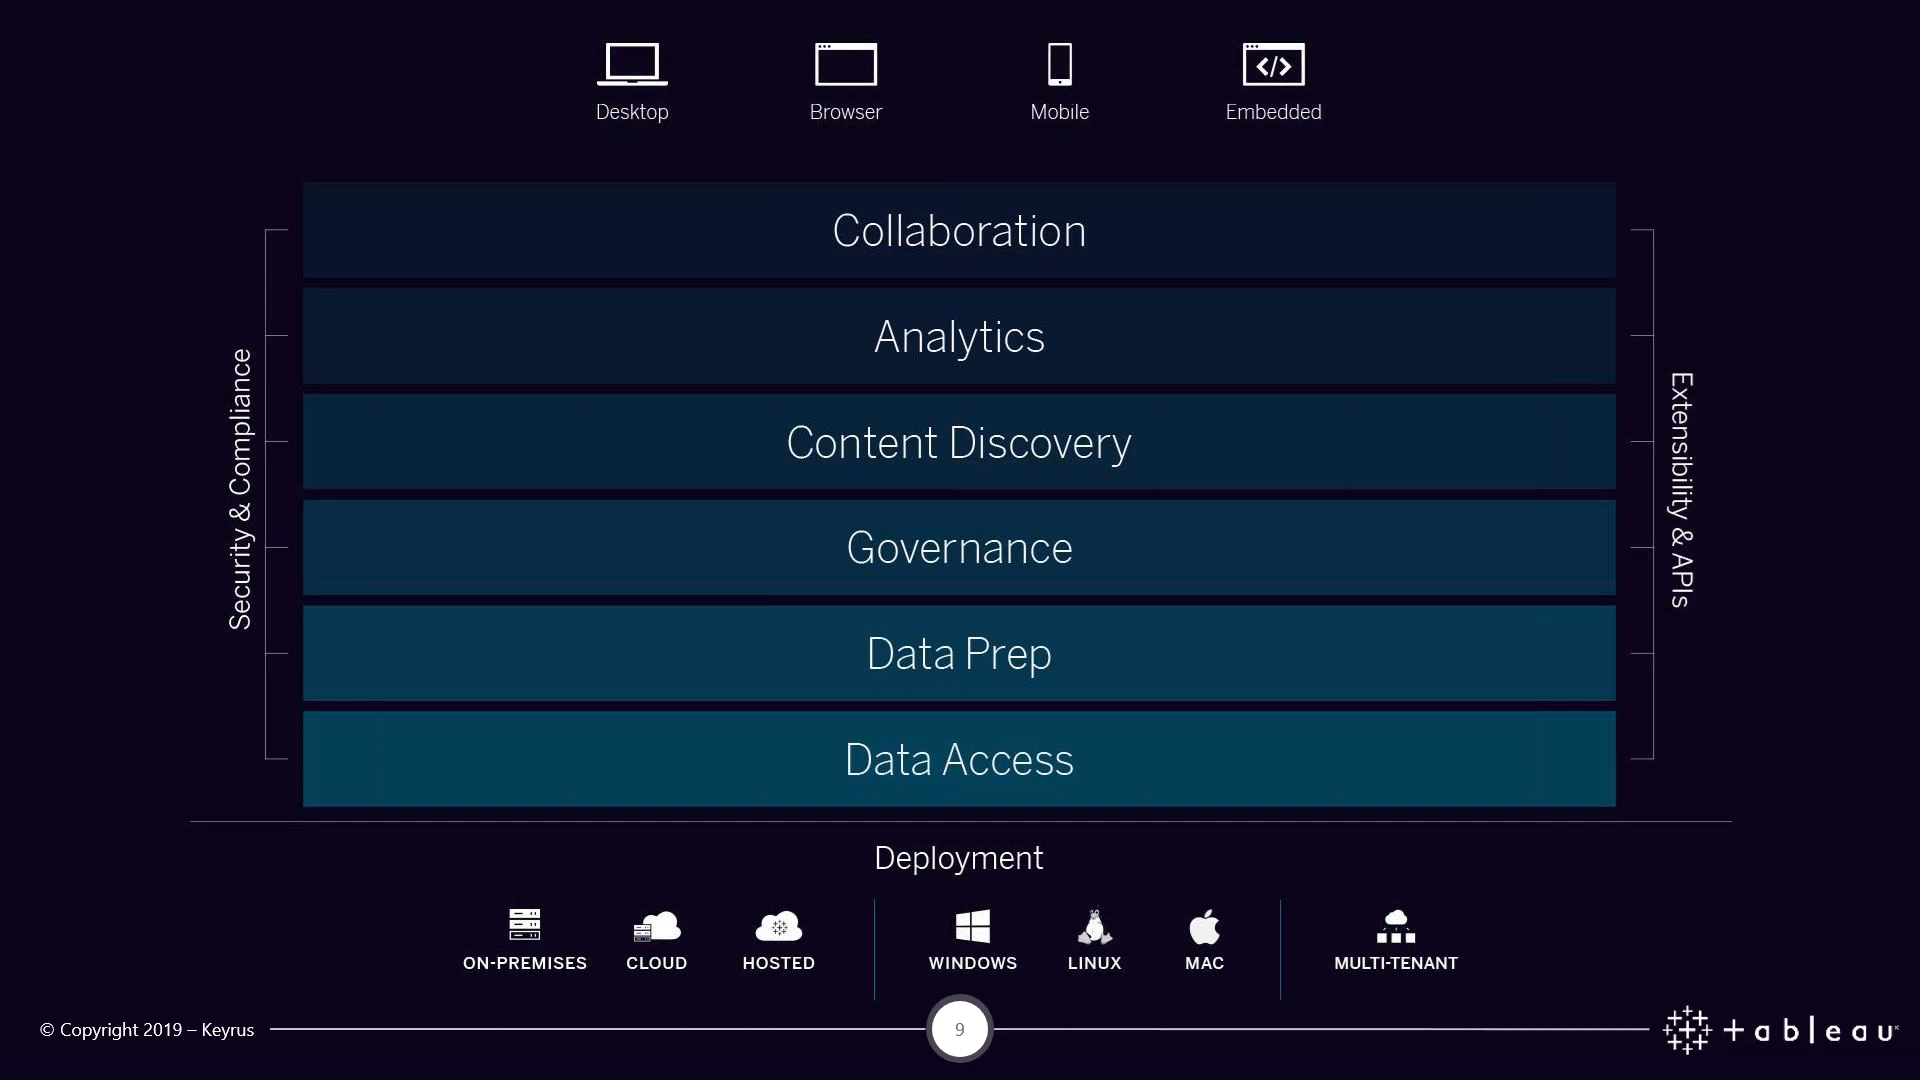 Desktop
Browser
Mobile
Embedded
Collaboration
Analytics
Content Discovery
Governance
Data Prep
Data Access
Security & Compliance
Extensibility & APIs
Deployment
ON-PREMISES
CLOUD
HOSTED
WINDOWS
LINUX
MAC
MULTI-TENANT
© Copyright 2019 – Keyrus
9
+ableau